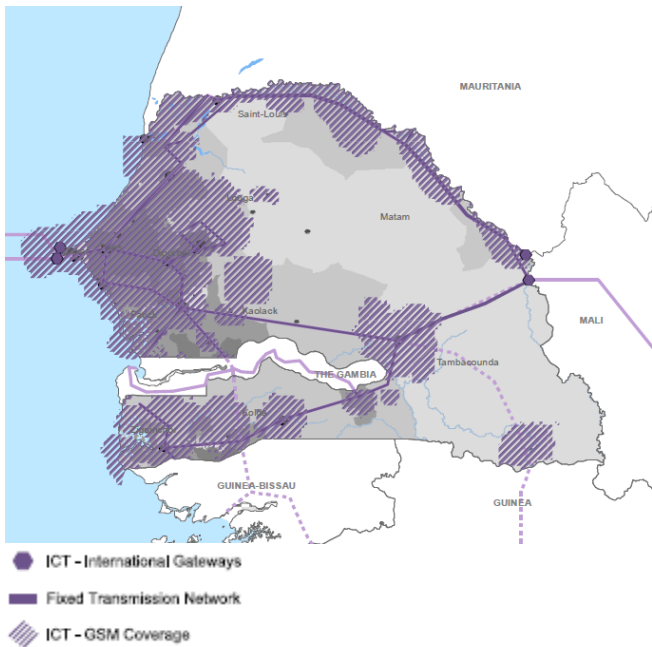 MAURITANIA
Saint-Louis
Louga
Matam
Kaolack
MALI
THE GAMBIA
Tambacounda
Kolda
GUINEA-BISSAU
GUINEA
ICT - International Gateways
Fixed Transmission Network
ICT - GSM Coverage